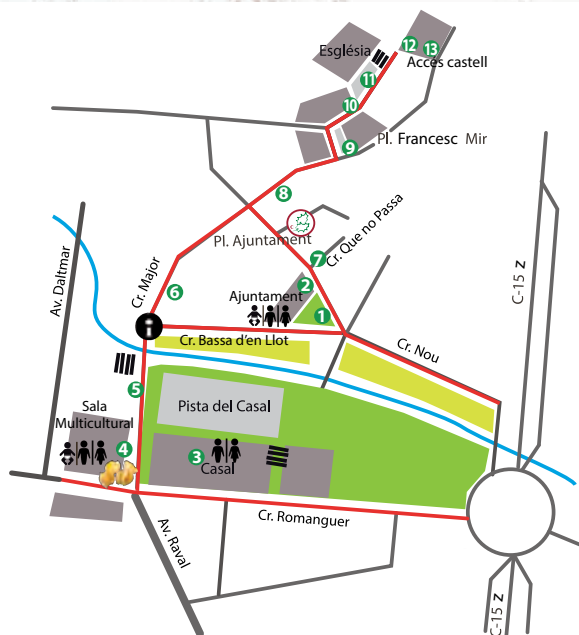 12
13
Església
Accés castell
11
10
9
Pl. Francesc Mir
8
Pl. Ajuntament
Cr. Que no Passa
7
C-15 Z
Av. Daltmar
Cr. Major
6
2
Ajuntament
1
i
Cr. Bassa d'en Llot
Cr. Nou
5
Pista del Casal
Sala
Multicultural
4
3
Casal
Cr. Romanguer
Av. Raval
C-15 Z